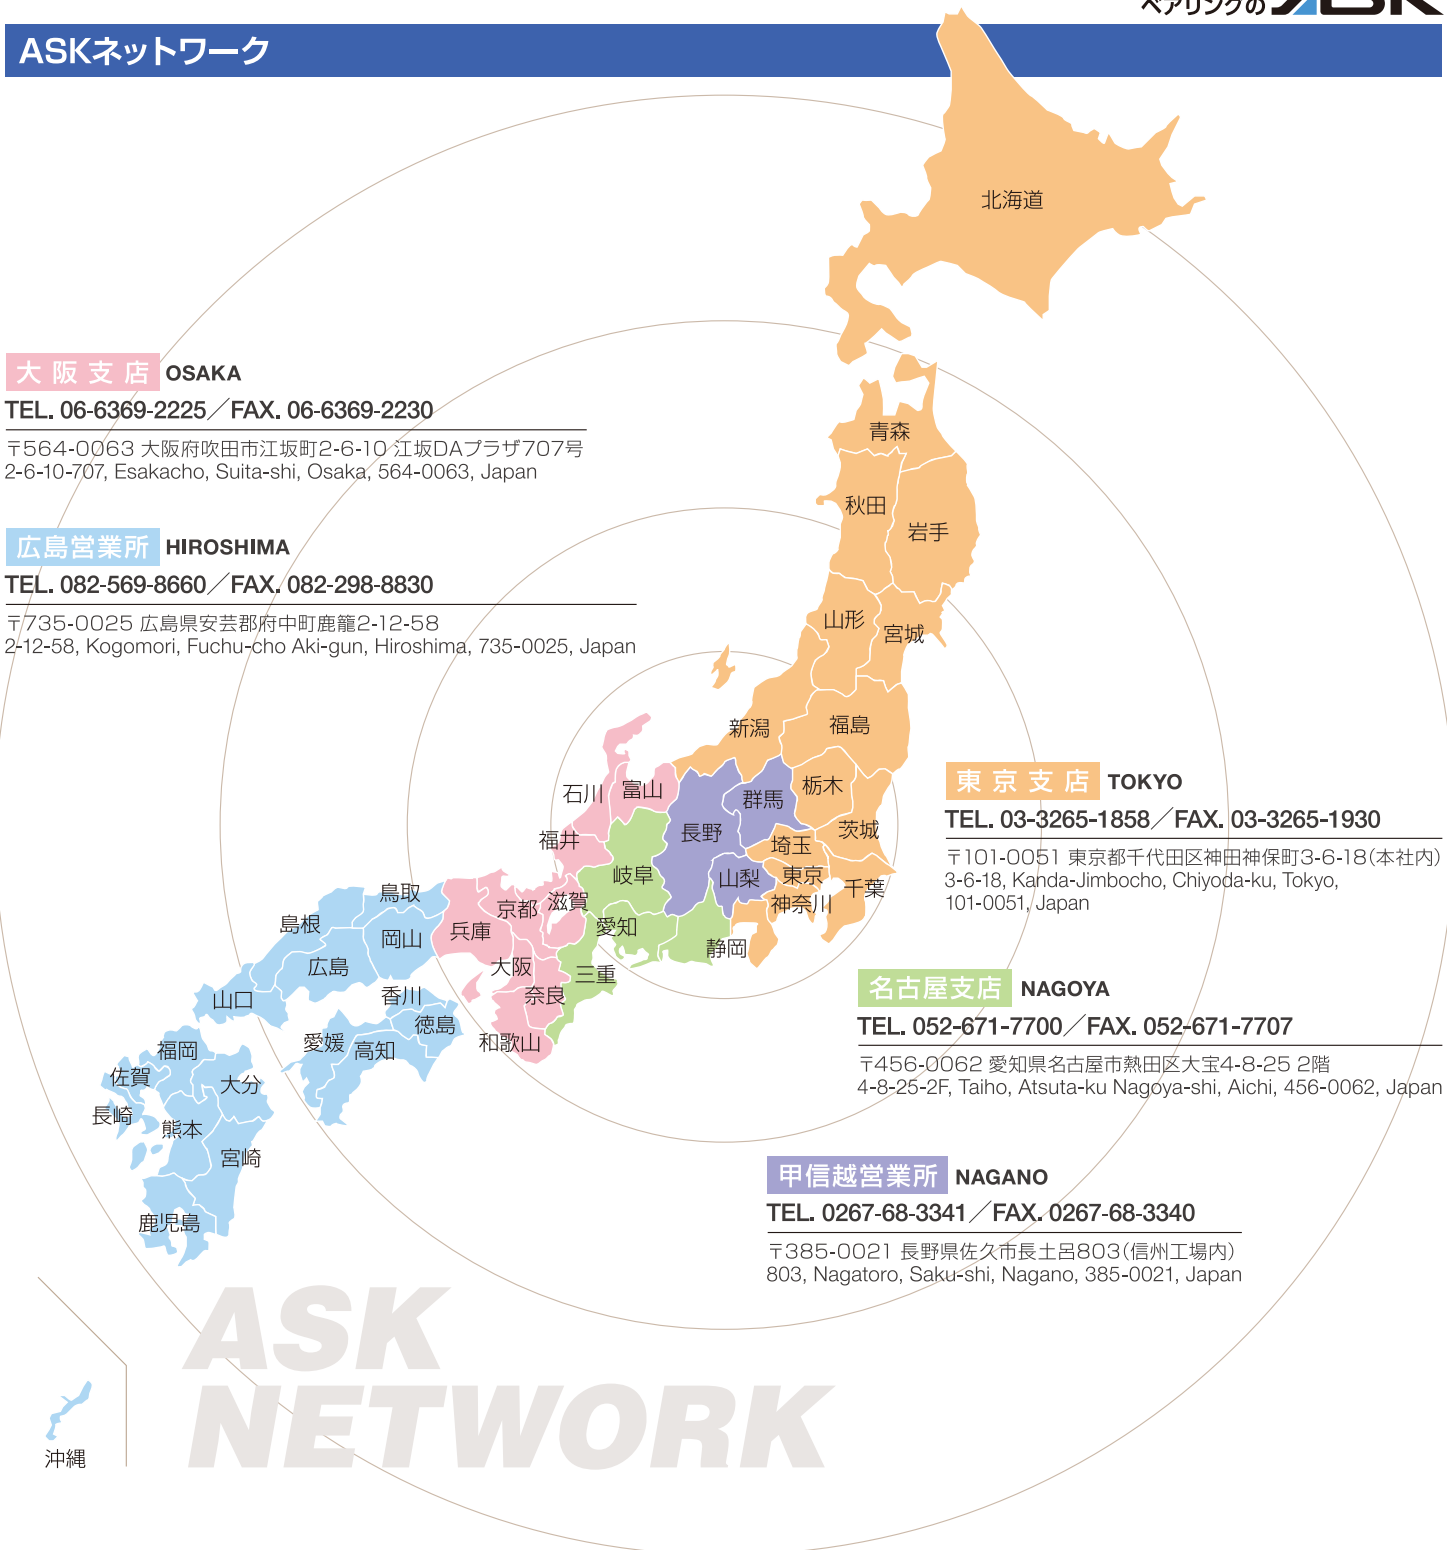 ベアリングの ASK
ASKネットワーク
北海道
大阪支店 OSAKA
TEL. 06-6369-2225／FAX. 06-6369-2230
〒564-0063 大阪府吹田市江坂町2-6-10 江坂DAプラザ707号
2-6-10-707, Esakacho, Suita-shi, Osaka, 564-0063, Japan
青森
秋田
岩手
広島営業所 HIROSHIMA
TEL. 082-569-8660／FAX. 082-298-8830
〒735-0025 広島県安芸郡府中町鹿籠2-12-58
2-12-58, Kogomori, Fuchu-cho Aki-gun, Hiroshima, 735-0025, Japan
山形
宮城
新潟
福島
石川
富山
群馬
栃木
福井
長野
茨城
埼玉
岐阜
山梨
東京
千葉
神奈川
東京支店 TOKYO
TEL. 03-3265-1858／FAX. 03-3265-1930
〒101-0051 東京都千代田区神田神保町3-6-18(本社内)
3-6-18, Kanda-Jimbocho, Chiyoda-ku, Tokyo,
101-0051, Japan
鳥取
島根
岡山
広島
山口
兵庫
京都
滋賀
愛知
静岡
大阪
奈良
三重
和歌山
香川
徳島
愛媛
高知
名古屋支店 NAGOYA
TEL. 052-671-7700／FAX. 052-671-7707
〒456-0062 愛知県名古屋市熱田区大宝4-8-25 2階
4-8-25-2F, Taiho, Atsuta-ku Nagoya-shi, Aichi, 456-0062, Japan
福岡
佐賀
大分
長崎
熊本
宮崎
鹿児島
甲信越営業所 NAGANO
TEL. 0267-68-3341／FAX. 0267-68-3340
〒385-0021 長野県佐久市長土呂803(信州工場内)
803, Nagatoro, Saku-shi, Nagano, 385-0021, Japan
ASK
NETWORK
沖縄